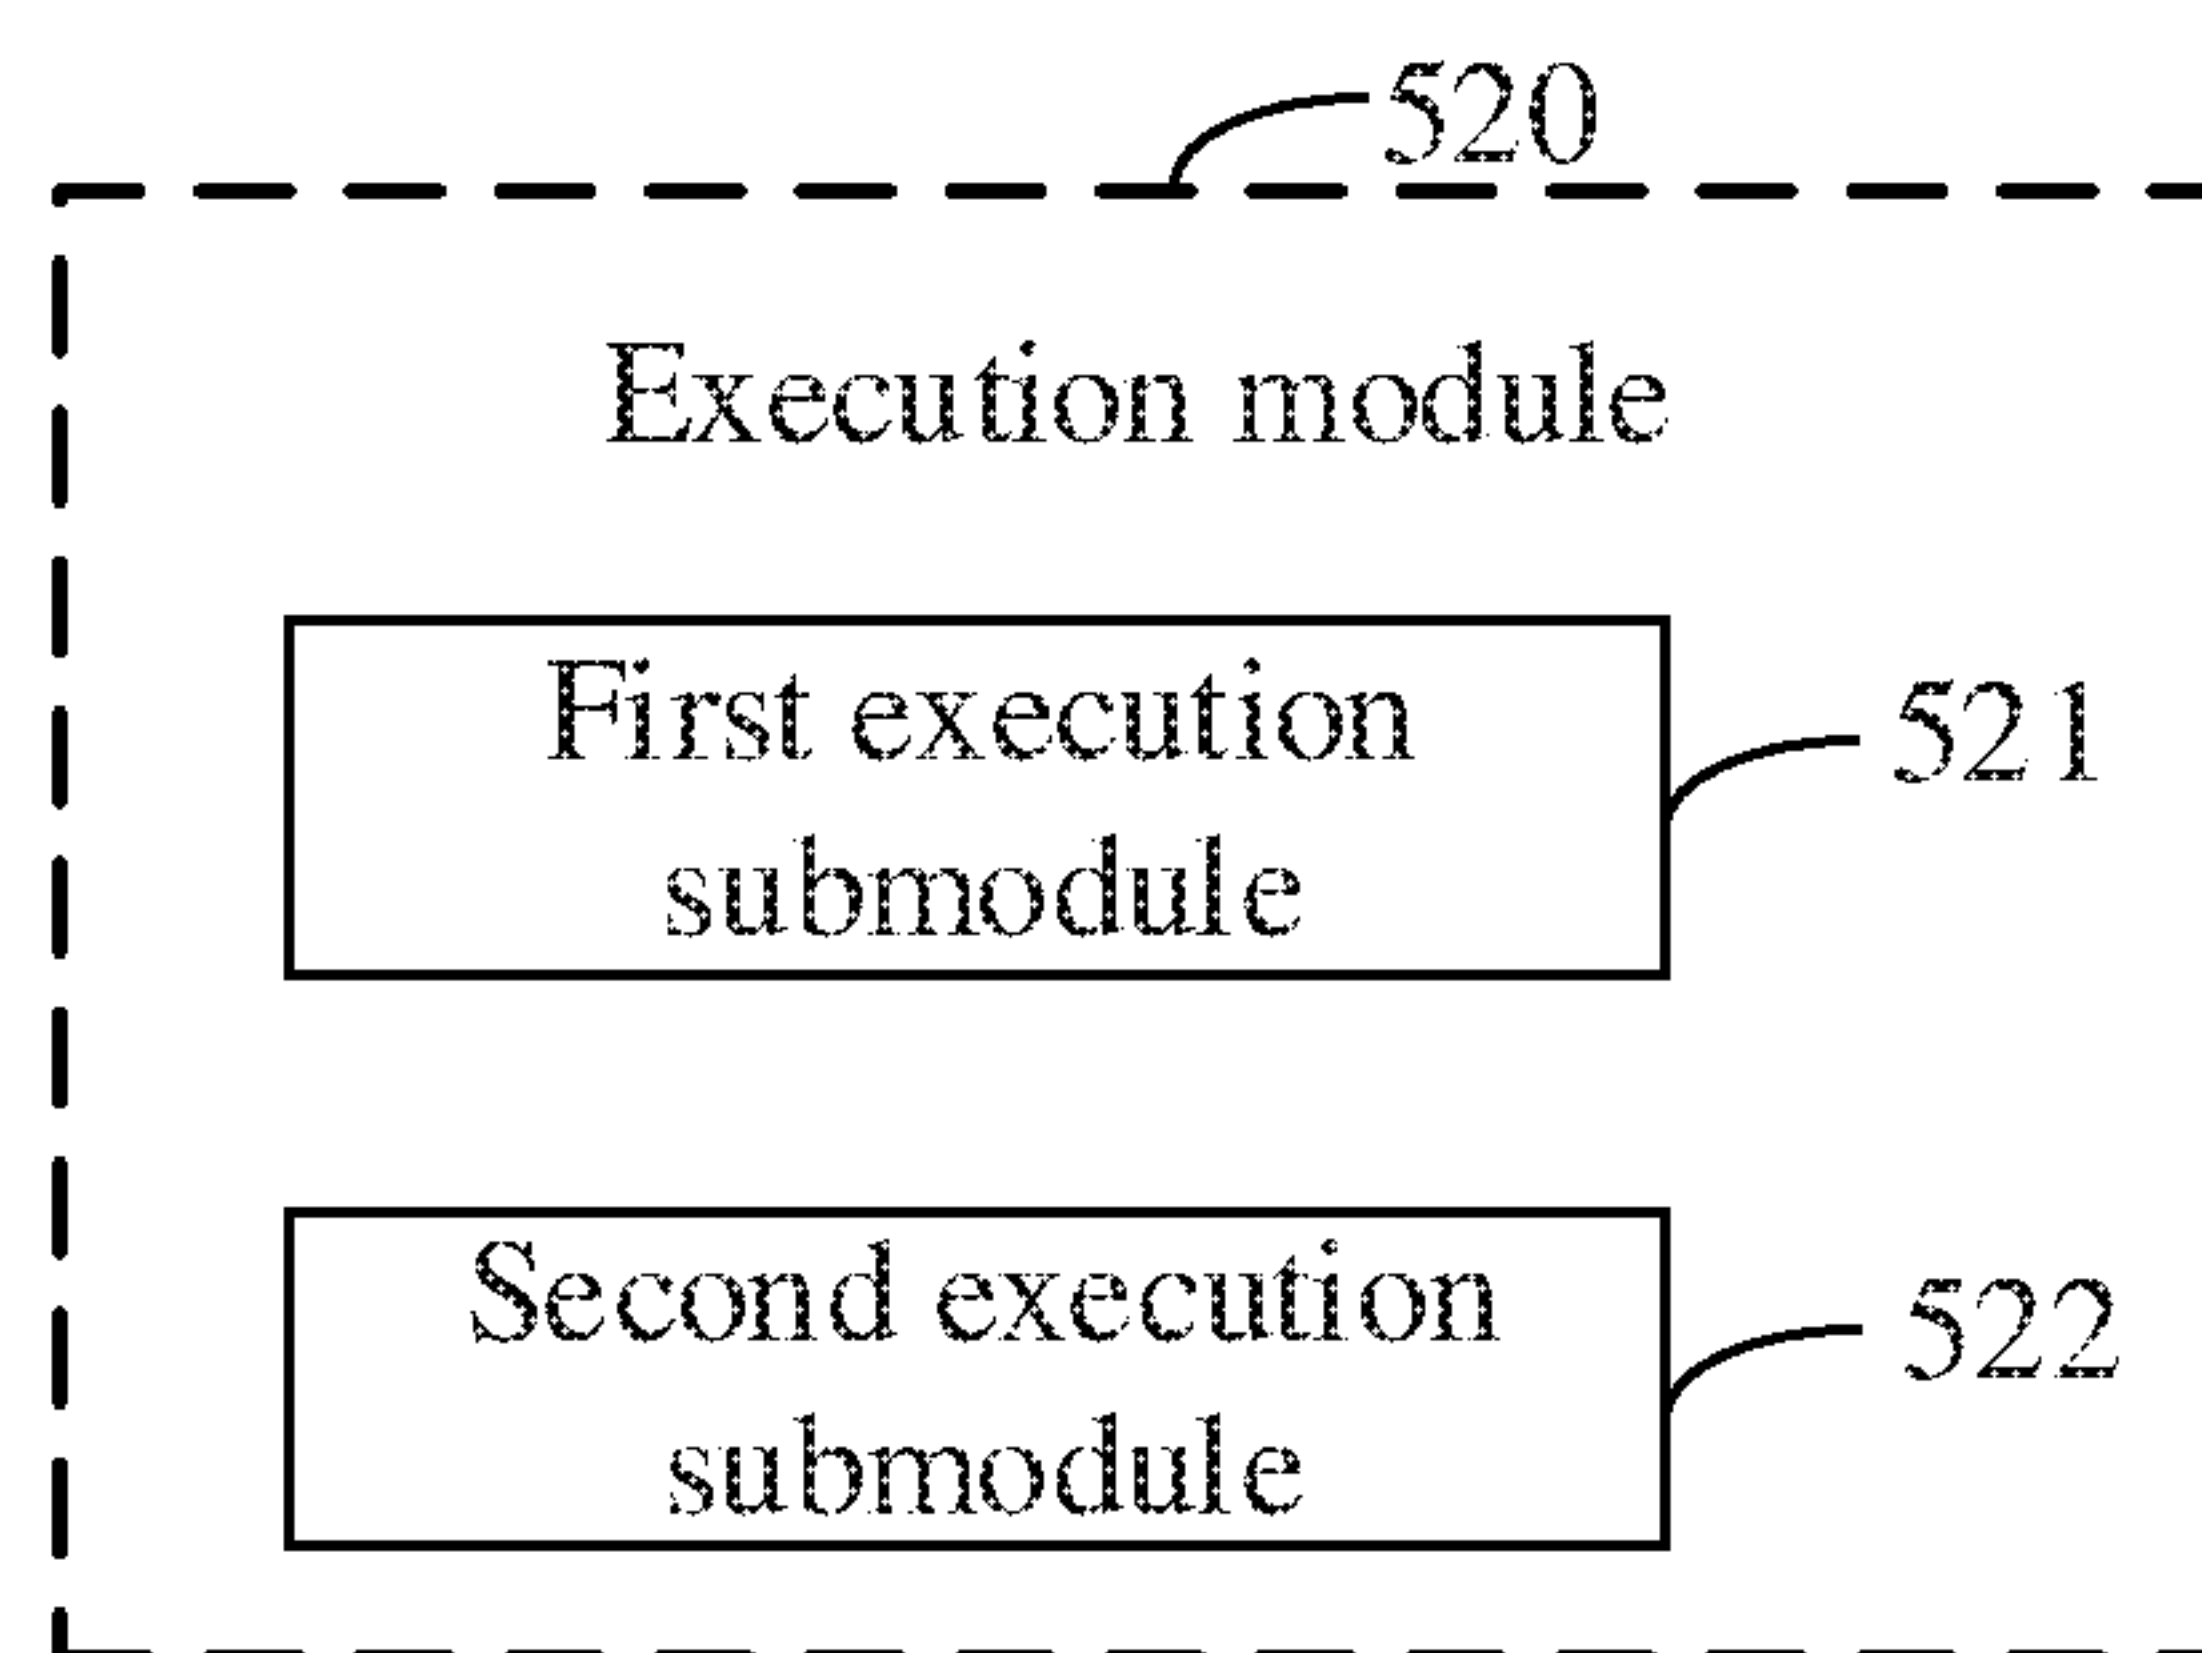 520
Execution module
First execution
submodule
521
Second execution
submodule
522